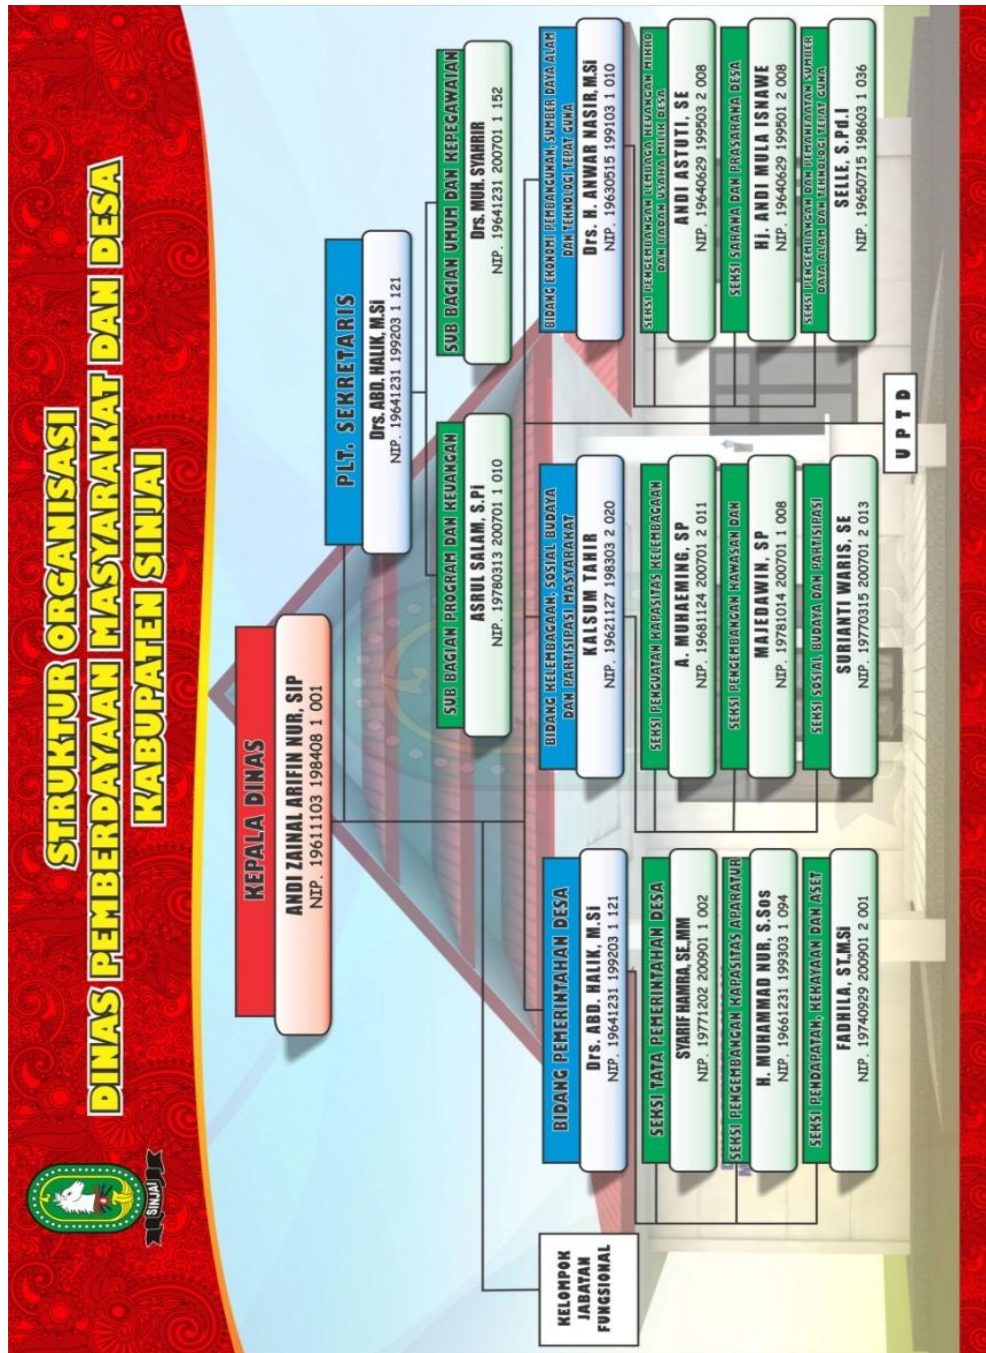 STRUKTUR ORGANISASI
DINAS PEMBERDAYAAN MASYARAKAT DAN DESA
KABUPATEN SINJAI
SINJAI
KEPALA DINAS
ANDI ZAINAL ARIFIN NUR, SIP
NIP. 19611103 198408 1 001
PLT. SEKRETARIS
Drs. ABD. HALIK, M.Si
NIP. 19641231 199203 1 121
SUB BAGIAN PROGRAM DAN KEUANGAN
ASRUL SALAM, S.Pi
NIP. 19780313 200701 1 010
SUB BAGIAN UMUM DAN KEPEGAWAIAN
Drs. MUH. SYAHRIR
NIP. 19641231 200701 1 152
KELOMPOK
JABATAN
FUNGSIONAL
BIDANG PEMERINTAHAN DESA
Drs. ABD. HALIK, M.Si
NIP. 19641231 199203 1 121
SEKSI TATA PEMERINTAHAN DESA
SYARIF HAMRA, SE.,MM
NIP. 19771202 200901 1 002
SEKSI PENGEMBANGAN KAPASITAS APARATUR
H. MUHAMMAD NUR. S.Sos
NIP. 19661231 199303 1 094
SEKSI PENDAPATAN, KEKAYAAN DAN ASET
FADHILA, ST.,M.Si
NIP. 19740929 200901 2 001
BIDANG KELEMBAGAAN, SOSIAL BUDAYA
DAN PARTISIPASI MASYARAKAT
KALSUM TAHIR
NIP. 19621127 198303 2 020
SEKSI PENGUATAN KAPASITAS KELEMBAGAAN
A. MUHAEMING, SP
NIP. 19681124 200701 2 011
SEKSI PENGEMBANGAN KAWASAN DAN
MAJEDAWIN, SP
NIP. 19781014 200701 1 008
SEKSI SOSIAL BUDAYA DAN PARTISIPASI
SURIANTI WARIS, SE
NIP. 19770315 200701 2 013
BIDANG EKONOMI PEMBANGUNAN, SUMBER DAYA ALAM
DAN TEKNOLOGI TEPAT GUNA
Drs. H. ANWAR NASIR, M.Si
NIP. 19630515 199103 1 010
SEKSI PENGEMBANGAN LEMBAGA KEUANGAN MIKRO
DAN BADAN USAHA MILIK DESA
ANDI ASTUTI, SE
NIP. 19640629 199503 2 008
SEKSI SARANA DAN PRASARANA DESA
Hj. ANDI MULA ISNAWE
NIP. 19640629 199501 2 008
SEKSI PENGEMBANGAN DAN PEMANFAATAN SUMBER
DAYA ALAM DAN TEKNOLOGI TEPAT GUNA
SELLE, S.Pd.I
NIP. 19650715 198603 1 036
U P T D